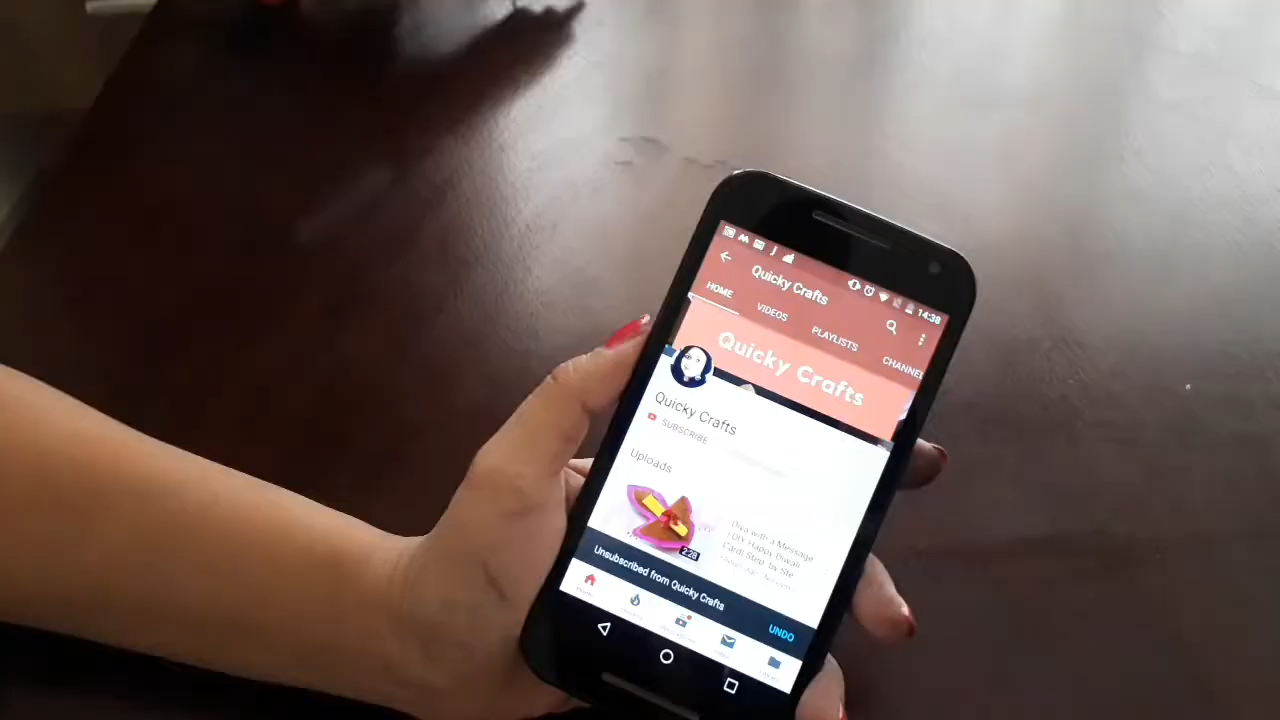 14:38
Quicky Crafts
HOME VIDEOS PLAYLISTS CHANNEL
Quicky Crafts
Quicky Crafts
SUBSCRIBE
Uploads
Diya with a Message
| DIY Happy Diwali
Card| Step by Ste
2:28
Unsubscribed from Quicky Crafts
UNDO